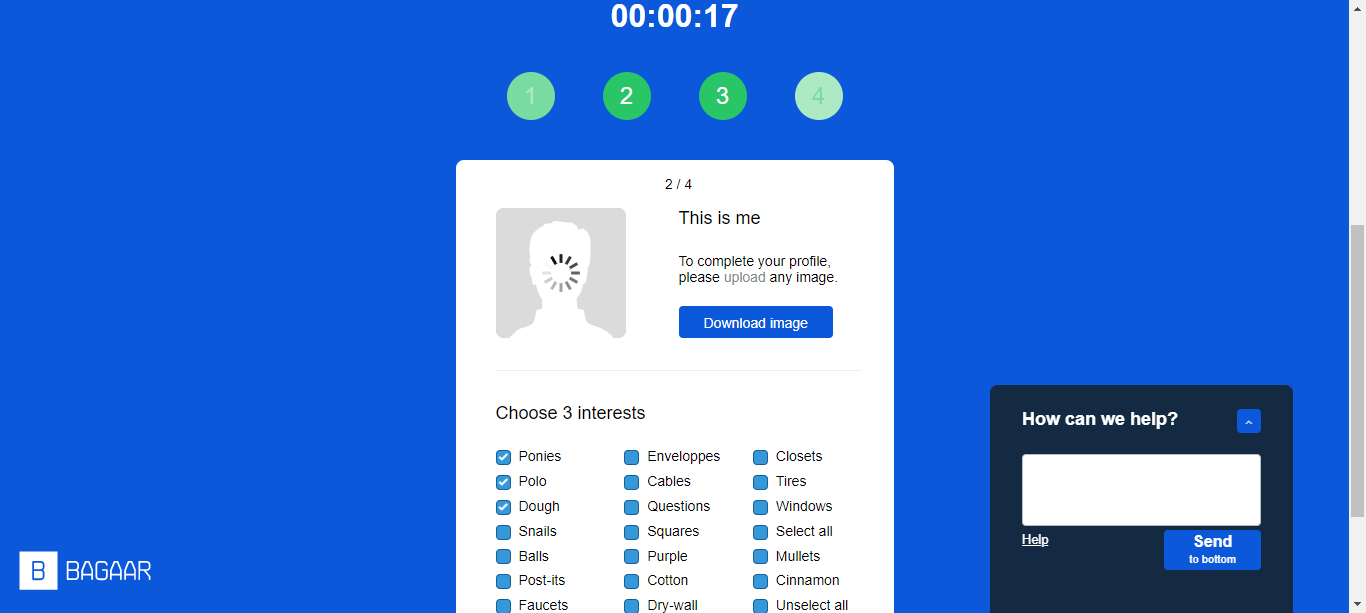 00:00:17
1 2 3 4
2 / 4
This is me
To complete your profile,
please upload any image.
Download image
Choose 3 interests
Ponies Enveloppes Closets
Polo Cables Tires
Dough Questions Windows
Snails Squares Select all
Balls Purple Mullets
Post-its Cotton Cinnamon
Faucets Dry-wall Unselect all
How can we help?
Help
Send
to bottom
B BAGAAR